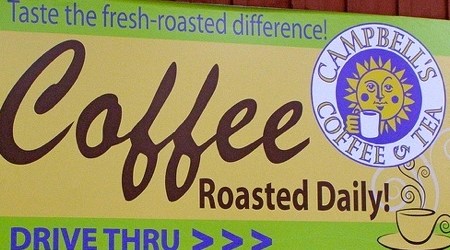 Taste the fresh-roasted difference!
CAMPBELL'S
COFFEE & TEA
Coffee
Roasted Daily!
DRIVE THRU > > >